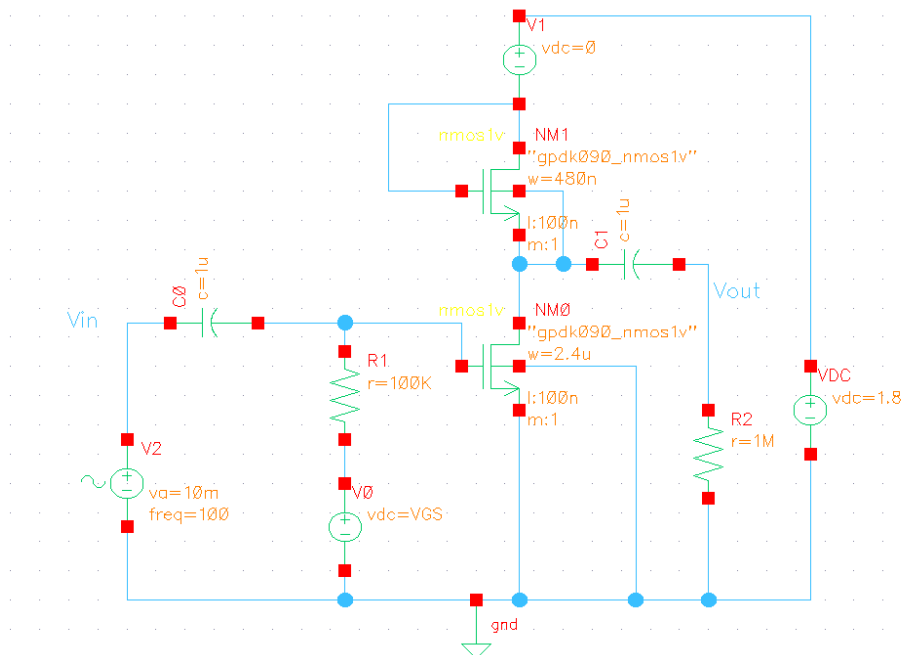 V1
vdc=0
nmos1v
NM1
"gpdk090_nmos1v"
w=480n
l:100n
m:1
C1
c=1u
Vout
C0
c=1u
Vin
nmos1v
NM0
"gpdk090_nmos1v"
w=2.4u
l:100n
m:1
R1
r=100K
VDC
vdc=1.8
R2
r=1M
V2
va=10m
freq=100
V0
vdc=VGS
gnd